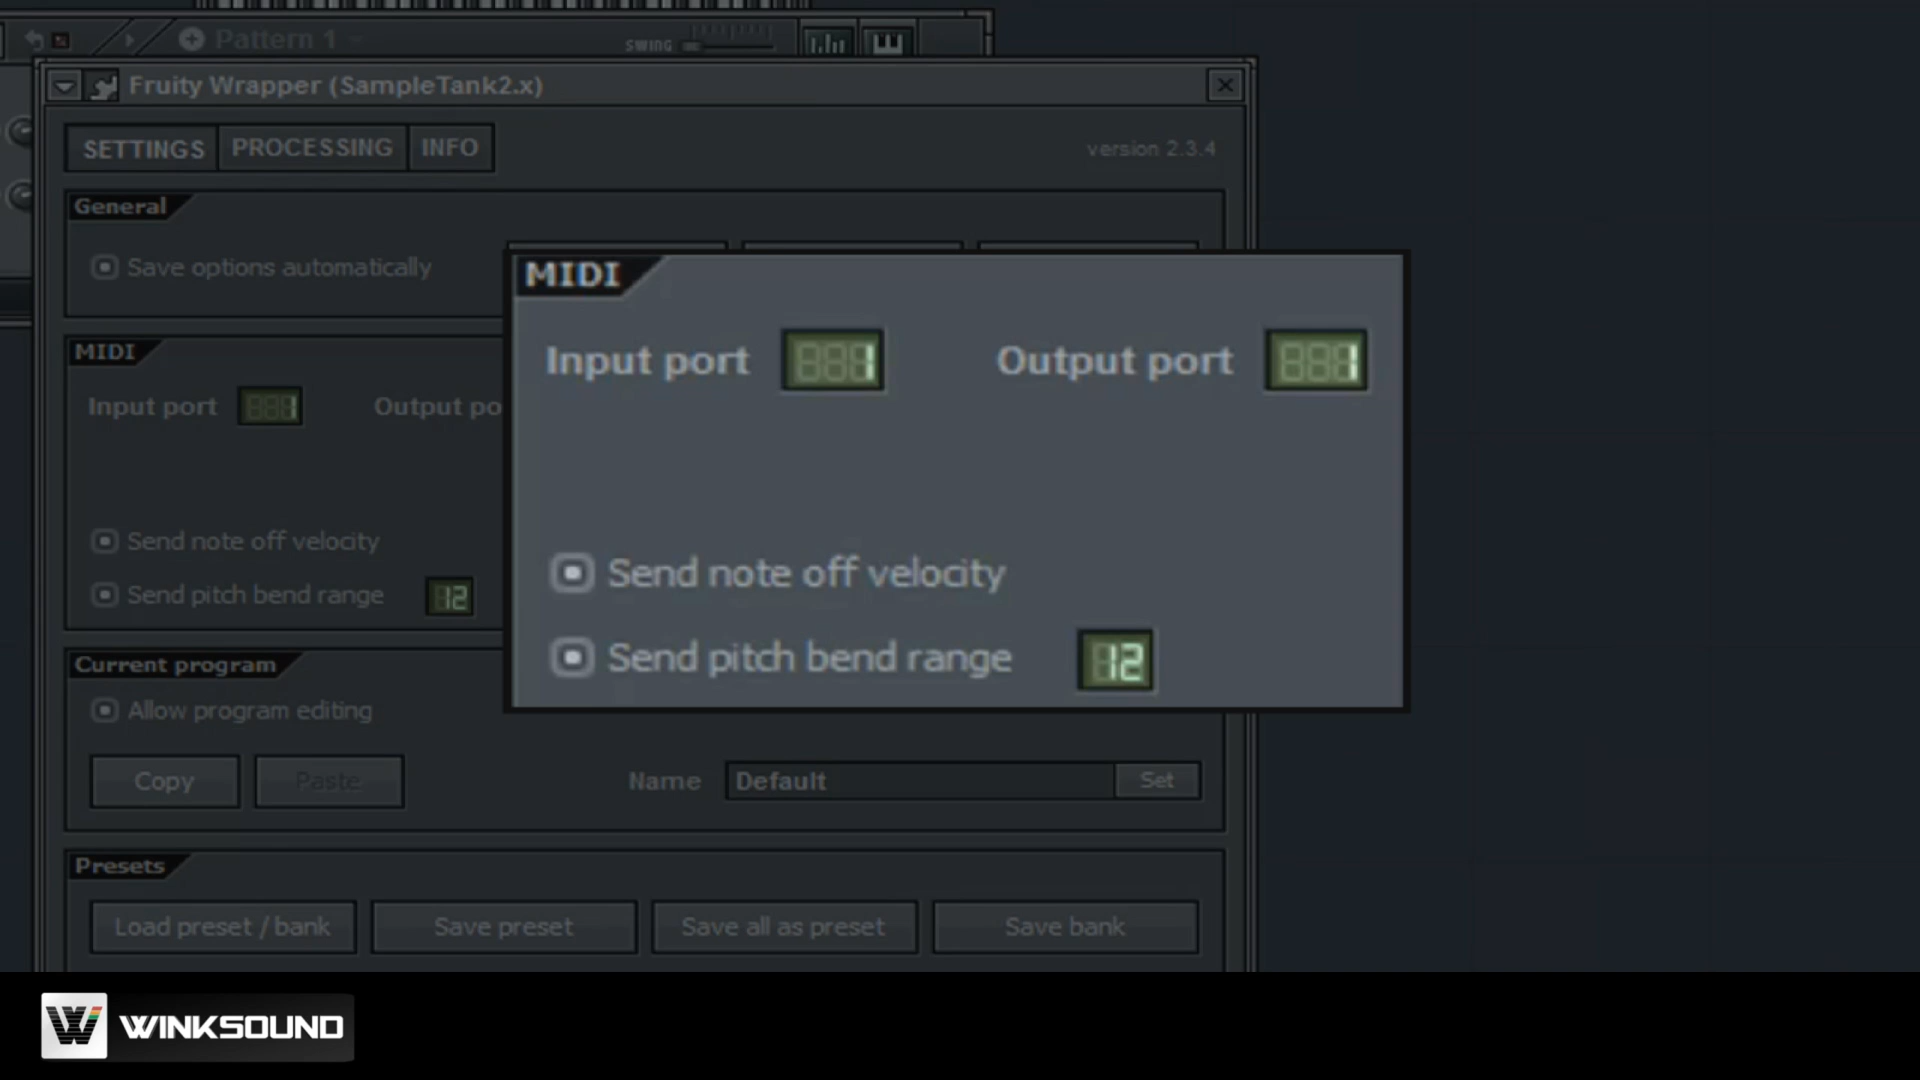 Pattern 1
SWING
Fruity Wrapper (SampleTank2.x)
SETTINGS PROCESSING INFO
version 2.3.4
General
Save options automatically
MIDI
Input port 1 Output po
Send note off velocity
Send pitch bend range 12
MIDI
Input port 1 Output port 1
Send note off velocity
Send pitch bend range 12
Current program
Allow program editing
Copy Paste Name Default Set
Presets
Load preset / bank Save preset Save all as preset Save bank
W WINKSOUND